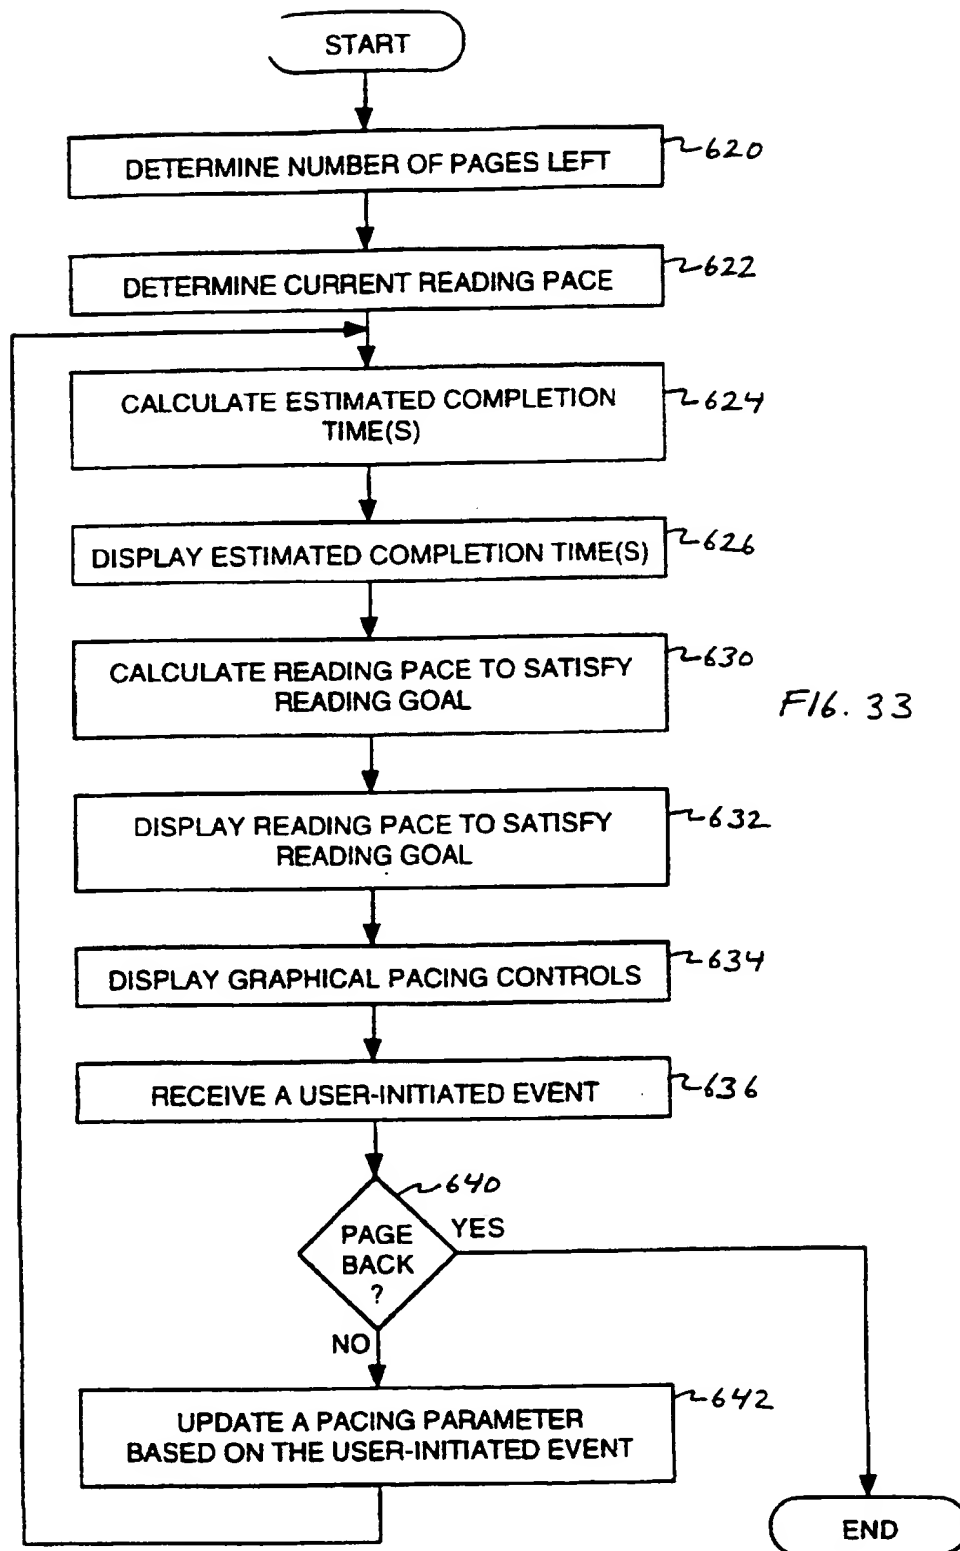 START
DETERMINE NUMBER OF PAGES LEFT
620
DETERMINE CURRENT READING PACE
622
CALCULATE ESTIMATED COMPLETION
TIME(S)
624
DISPLAY ESTIMATED COMPLETION TIME(S)
626
CALCULATE READING PACE TO SATISFY
READING GOAL
630
FIG. 33
DISPLAY READING PACE TO SATISFY
READING GOAL
632
DISPLAY GRAPHICAL PACING CONTROLS
634
RECEIVE A USER-INITIATED EVENT
636
640
PAGE
BACK
?
YES
NO
UPDATE A PACING PARAMETER
BASED ON THE USER-INITIATED EVENT
642
END